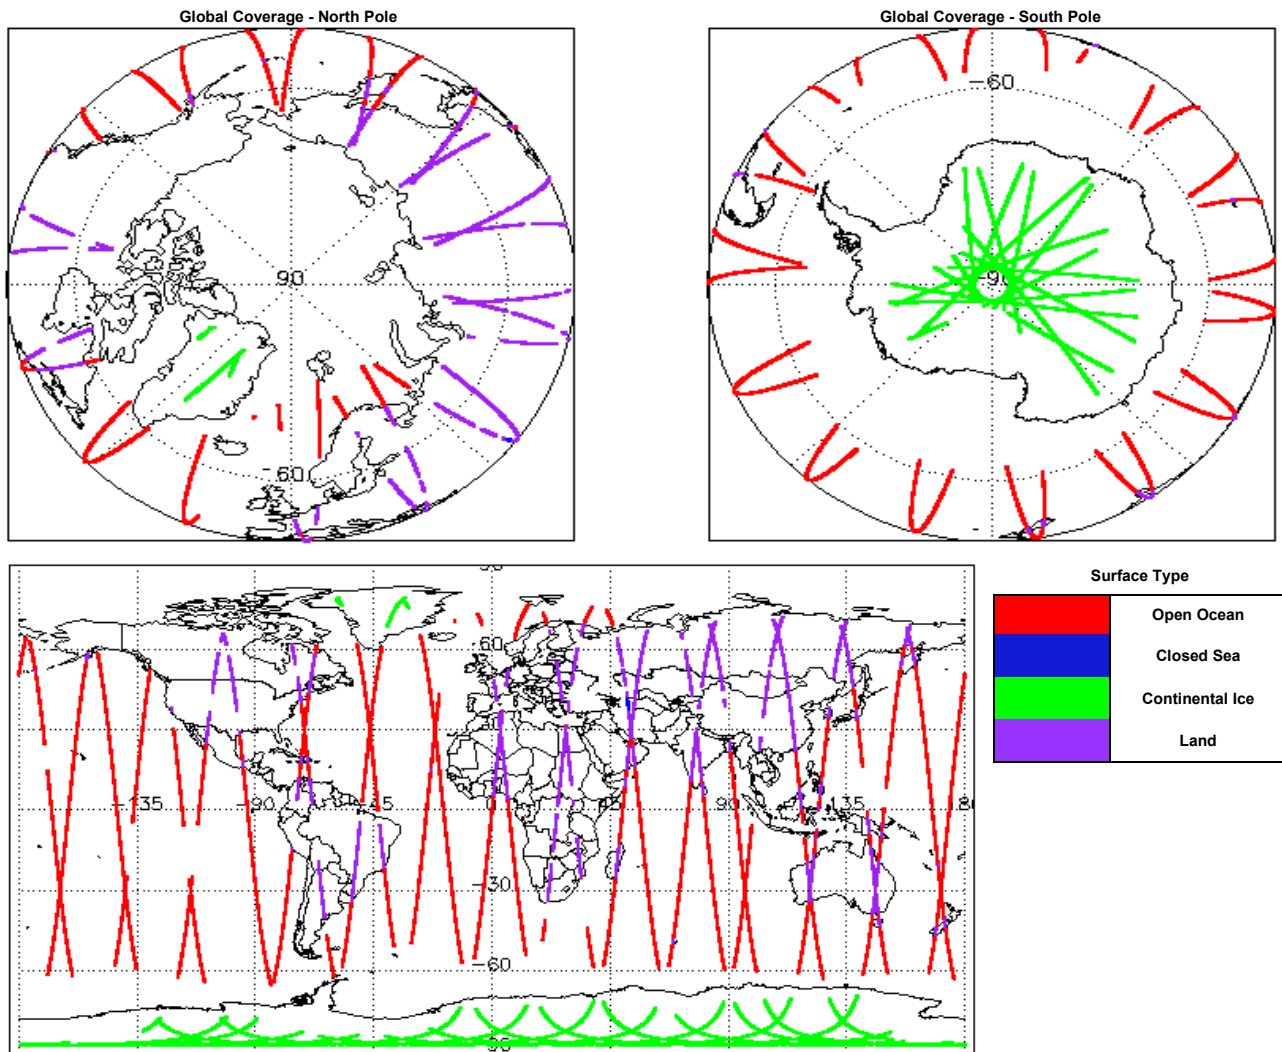 Global Coverage - North Pole
Global Coverage - South Pole
90
-60
-60
-90
60
-135
-90
-45
0
45
90
135
-30
-60
Surface Type
Open Ocean
Closed Sea
Continental Ice
Land